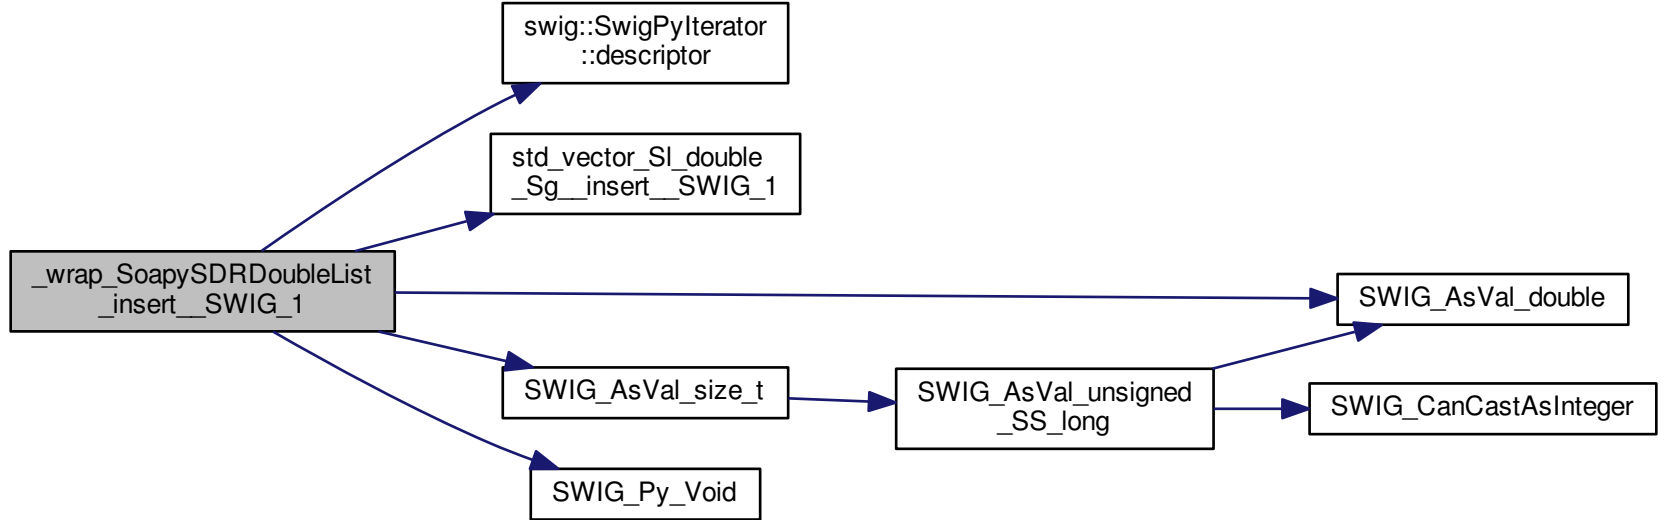 swig::SwigPyIterator
::descriptor
std_vector_Sl_double
_Sg__insert__SWIG_1
_wrap_SoapySDRDoubleList
_insert__SWIG_1
SWIG_AsVal_double
SWIG_AsVal_size_t
SWIG_AsVal_unsigned
_SS_long
SWIG_CanCastAsInteger
SWIG_Py_Void